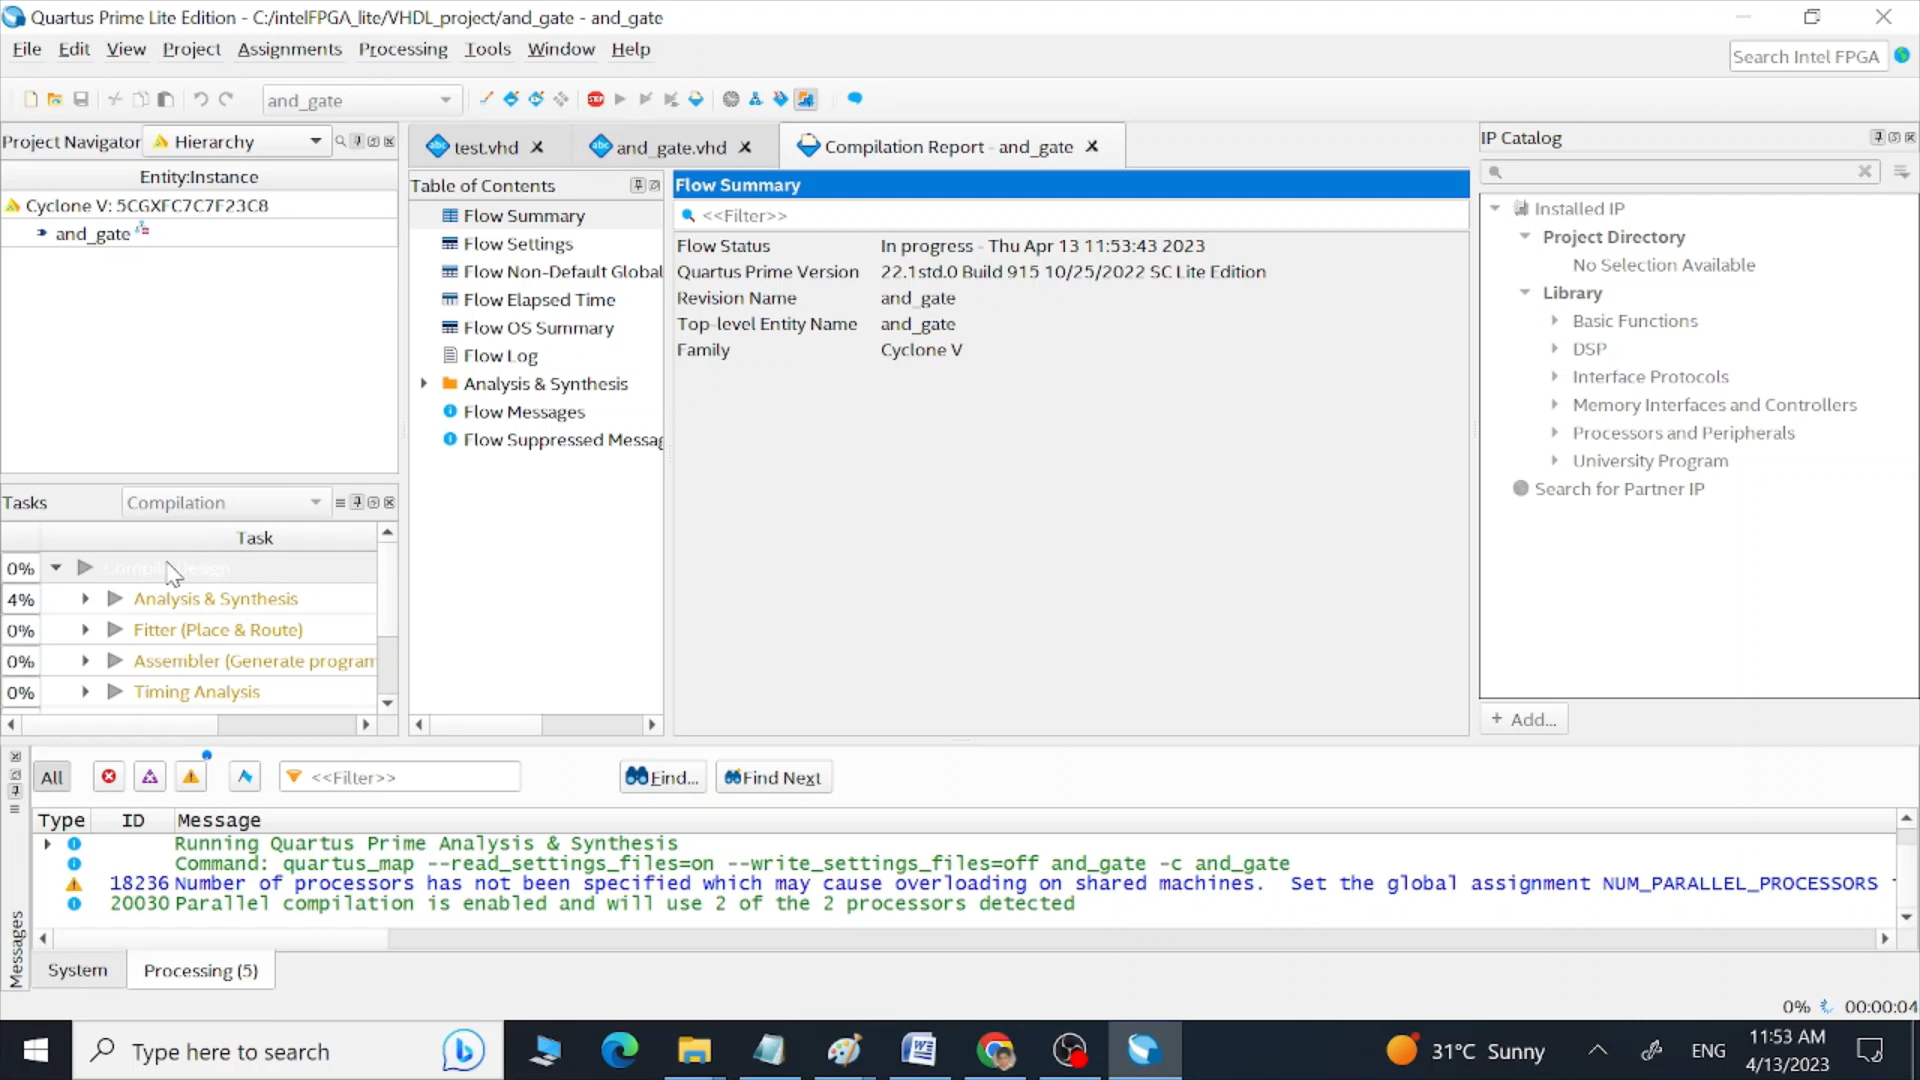 Quartus Prime Lite Edition - C:/intelFPGA_lite/VHDL_project/and_gate - and_gate
File Edit View Project Assignments Processing Tools Window Help
Search Intel FPGA
and_gate
Project Navigator Hierarchy
Entity:Instance
Cyclone V: 5CGXFC7C7F23C8
and_gate
Tasks Compilation
Task
0% Compile Design
4% Analysis & Synthesis
0% Fitter (Place & Route)
0% Assembler (Generate program
0% Timing Analysis
test.vhd
and_gate.vhd
Compilation Report - and_gate
Table of Contents
Flow Summary
Flow Settings
Flow Non-Default Global
Flow Elapsed Time
Flow OS Summary
Flow Log
Analysis & Synthesis
Flow Messages
Flow Suppressed Messag
Flow Summary
<<Filter>>
Flow Status In progress - Thu Apr 13 11:53:43 2023
Quartus Prime Version 22.1std.0 Build 915 10/25/2022 SC Lite Edition
Revision Name and_gate
Top-level Entity Name and_gate
Family Cyclone V
IP Catalog
Installed IP
Project Directory
No Selection Available
Library
Basic Functions
DSP
Interface Protocols
Memory Interfaces and Controllers
Processors and Peripherals
University Program
Search for Partner IP
+ Add...
All <<Filter>> Find... Find Next
Type ID Message
Running Quartus Prime Analysis & Synthesis
Command: quartus_map --read_settings_files=on --write_settings_files=off and_gate -c and_gate
18236 Number of processors has not been specified which may cause overloading on shared machines. Set the global assignment NUM_PARALLEL_PROCESSORS
20030 Parallel compilation is enabled and will use 2 of the 2 processors detected
Messages
System Processing (5)
0% 00:00:04
Type here to search
31°C Sunny
ENG
11:53 AM
4/13/2023